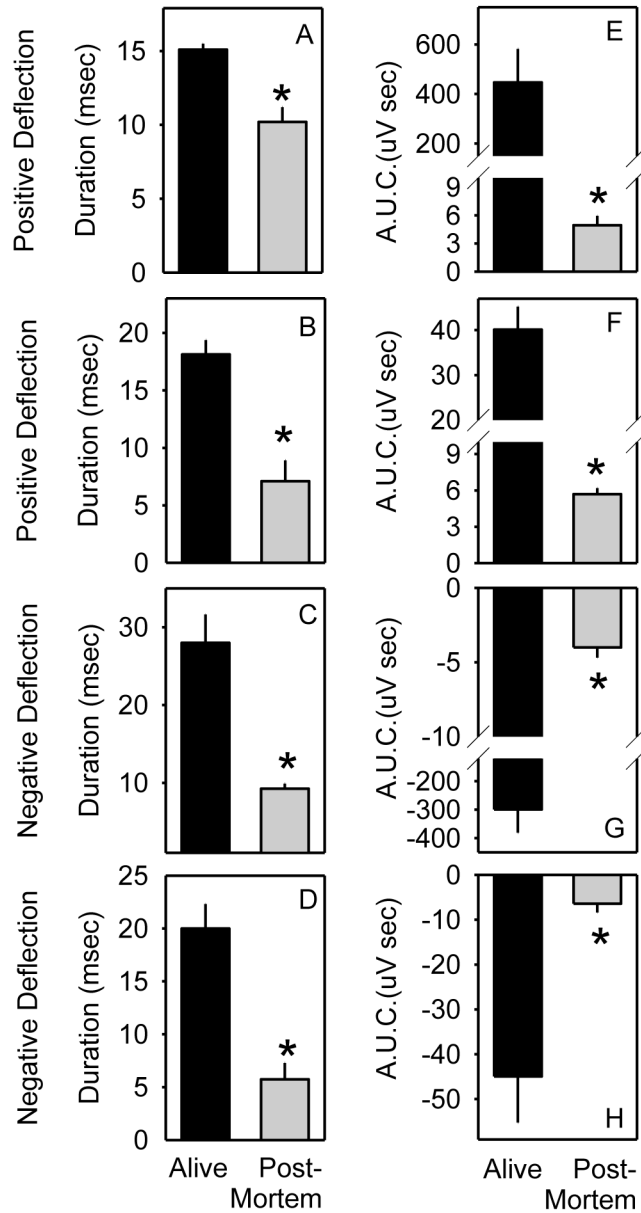 Positive Deflection
Duration (msec)
15
10
5
0
A
*
A.U.C.(uV sec)
600
400
200
9
6
3
0
E
*
Positive Deflection
Duration (msec)
20
15
10
5
0
B
*
A.U.C.(uV sec)
40
30
20
9
6
3
0
F
*
Negative Deflection
Duration (msec)
30
20
10
C
*
A.U.C.(uV sec)
0
-5
-10
-200
-300
-400
G
*
Negative Deflection
Duration (msec)
25
20
15
10
5
0
D
*
A.U.C.(uV sec)
0
-10
-20
-30
-40
-50
H
*
Alive
Post-
Mortem
Alive
Post-
Mortem